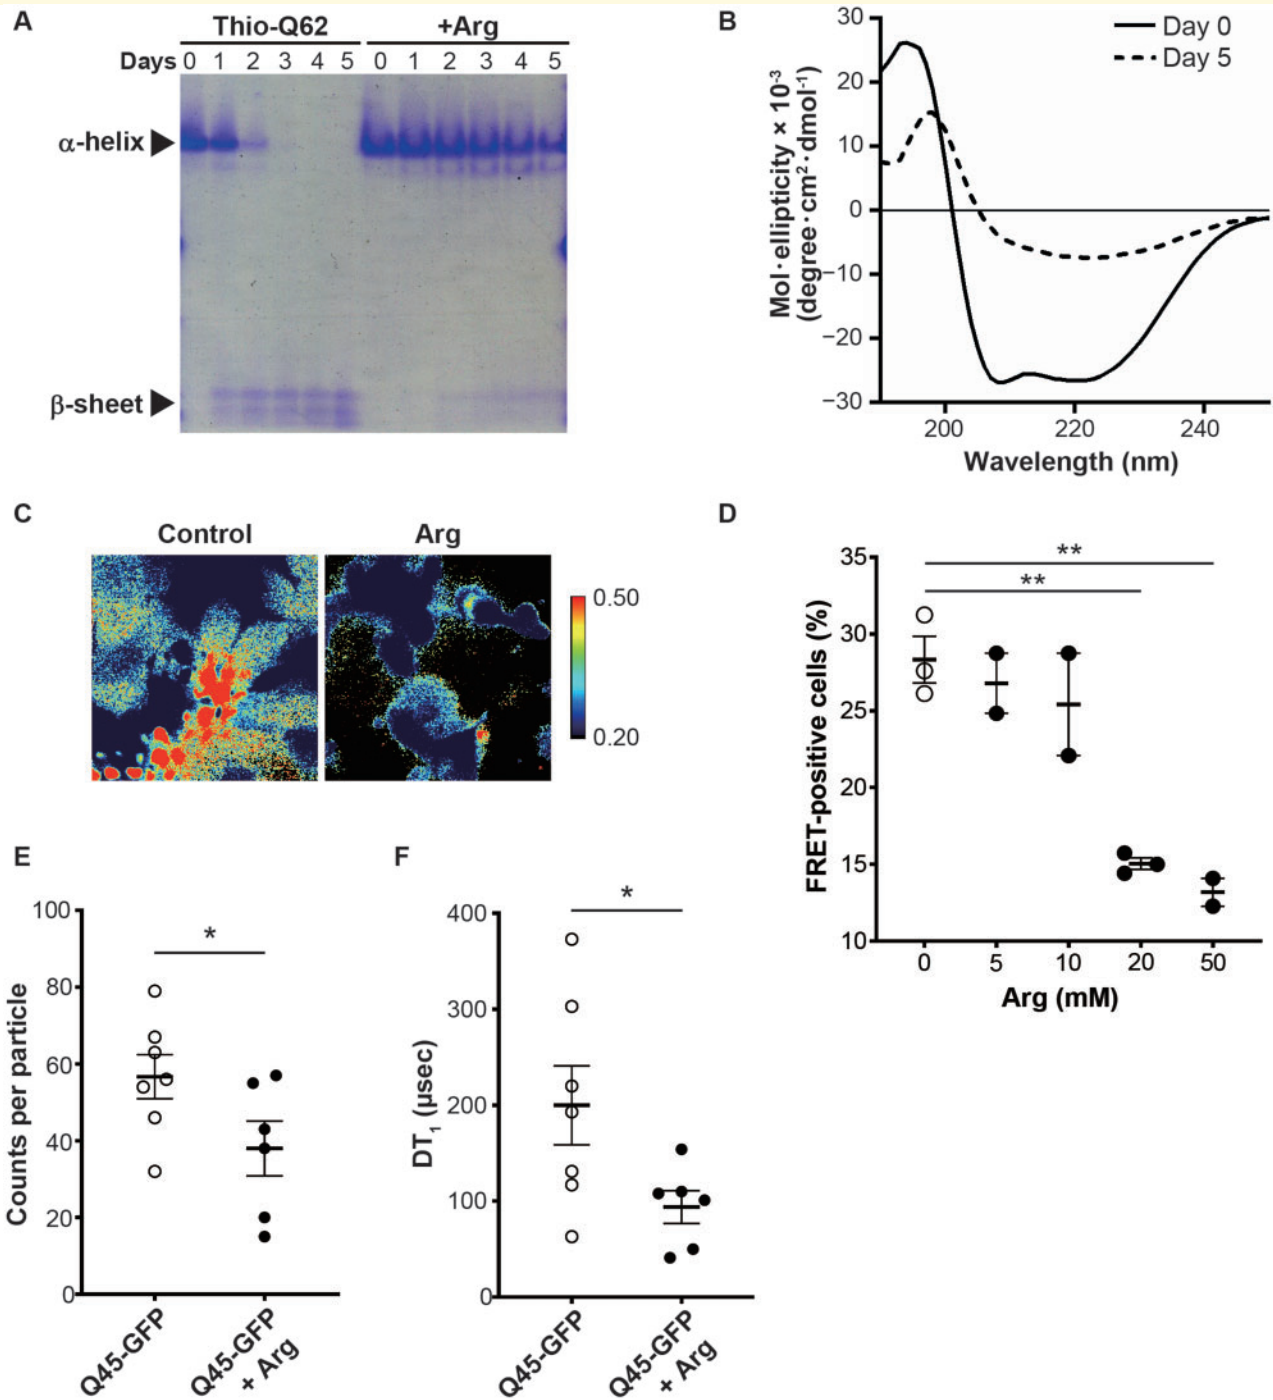 A
Thio-Q62 +Arg
Days 0 1 2 3 4 5 0 1 2 3 4 5
α-helix
β-sheet
B
Day 0
Day 5
30
20
10
0
−10
−20
−30
Mol·ellipticity × 10⁻³
(degree·cm²·dmol⁻¹)
200 220 240
Wavelength (nm)
C
Control Arg
0.50
0.20
D
**
**
35
30
25
20
15
10
FRET-positive cells (%)
0 5 10 20 50
Arg (mM)
E
*
100
80
60
40
20
0
Counts per particle
Q45-GFP
Q45-GFP
+ Arg
F
*
400
300
200
100
0
DT₁ (µsec)
Q45-GFP
Q45-GFP
+ Arg